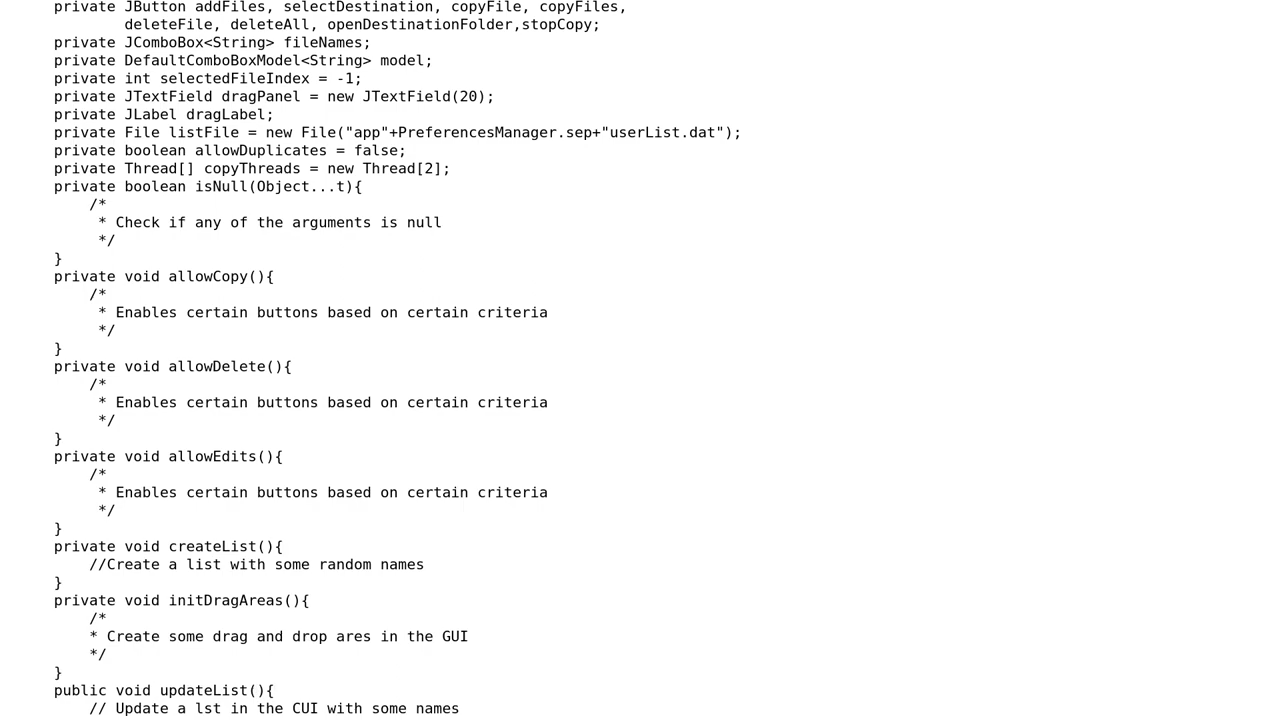 private JButton addFiles, selectDestination, copyFile, copyFiles,
deleteFile, deleteAll, openDestinationFolder,stopCopy;
private JComboBox<String> fileNames;
private DefaultComboBoxModel<String> model;
private int selectedFileIndex = -1;
private JTextField dragPanel = new JTextField(20);
private JLabel dragLabel;
private File listFile = new File("app"+PreferencesManager.sep+"userList.dat");
private boolean allowDuplicates = false;
private Thread[] copyThreads = new Thread[2];
private boolean isNull(Object...t){
/*
* Check if any of the arguments is null
*/
}
private void allowCopy(){
/*
* Enables certain buttons based on certain criteria
*/
}
private void allowDelete(){
/*
* Enables certain buttons based on certain criteria
*/
}
private void allowEdits(){
/*
* Enables certain buttons based on certain criteria
*/
}
private void createList(){
//Create a list with some random names
}
private void initDragAreas(){
/*
* Create some drag and drop ares in the GUI
*/
}
public void updateList(){
// Update a lst in the CUI with some names